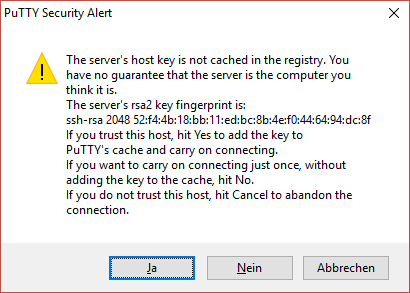 PuTTY Security Alert
The server's host key is not cached in the registry. You
have no guarantee that the server is the computer you
think it is.
The server's rsa2 key fingerprint is:
ssh-rsa 2048 52:f4:4b:18:bb:11:ed:bc:8b:4e:f0:44:64:94:dc:8f
If you trust this host, hit Yes to add the key to
PuTTY's cache and carry on connecting.
If you want to carry on connecting just once, without
adding the key to the cache, hit No.
If you do not trust this host, hit Cancel to abandon the
connection.
Ja
Nein
Abbrechen